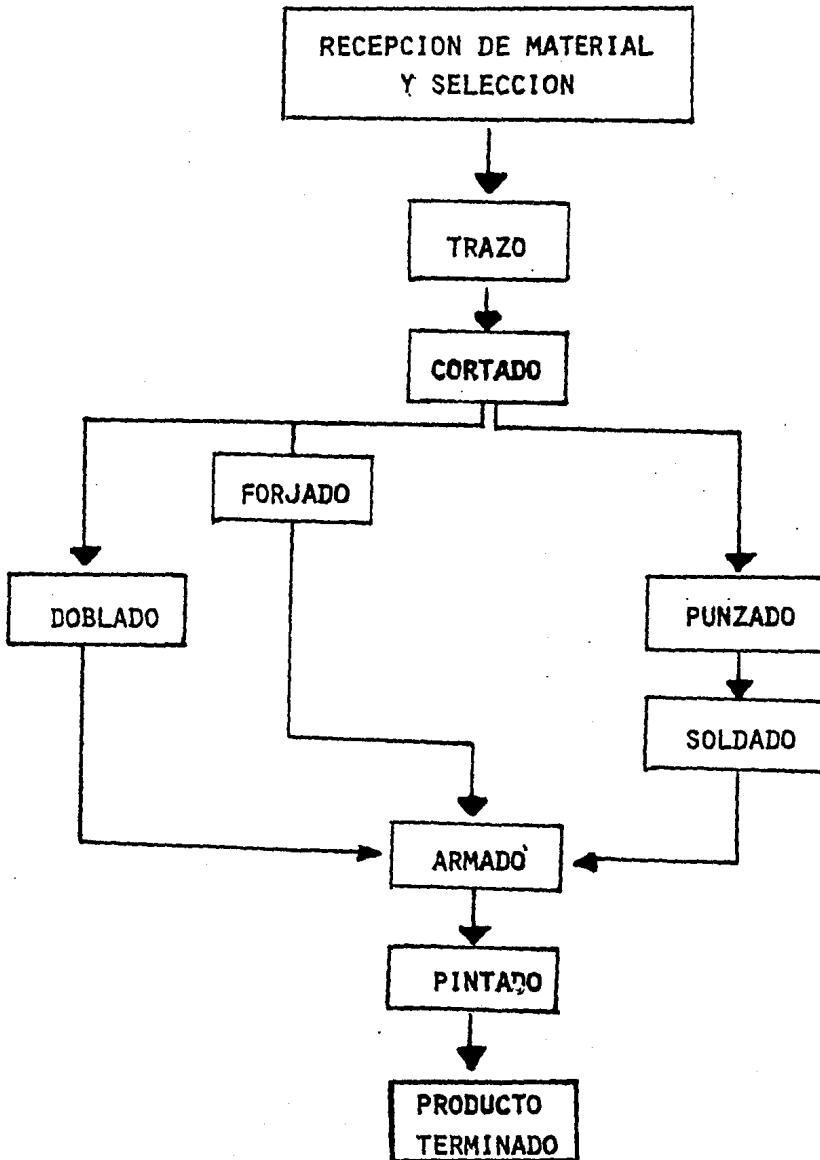 RECEPCION DE MATERIAL
Y SELECCION
TRAZO
CORTADO
FORJADO
DOBLADO
PUNZADO
SOLDADO
ARMADO
PINTADO
PRODUCTO
TERMINADO